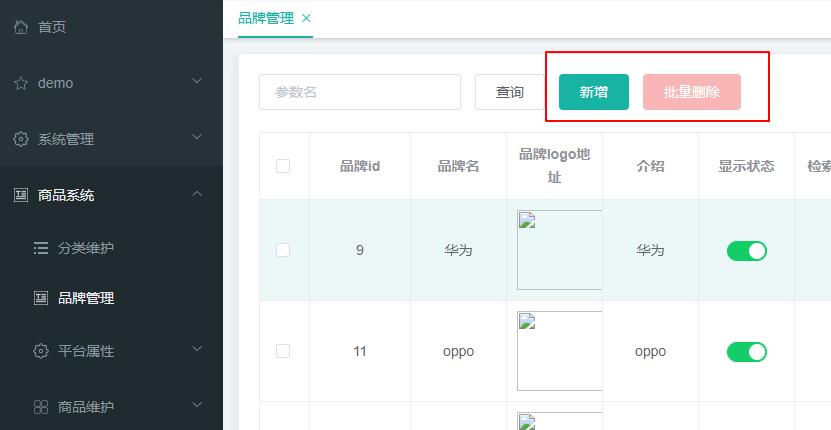 首页
demo
系统管理
商品系统
分类维护
品牌管理
平台属性
商品维护
品牌管理
参数名
查询
新增
批量删除
品牌id
品牌名
品牌logo地
址
介绍
显示状态
检索
9
华为
华为
11
oppo
oppo